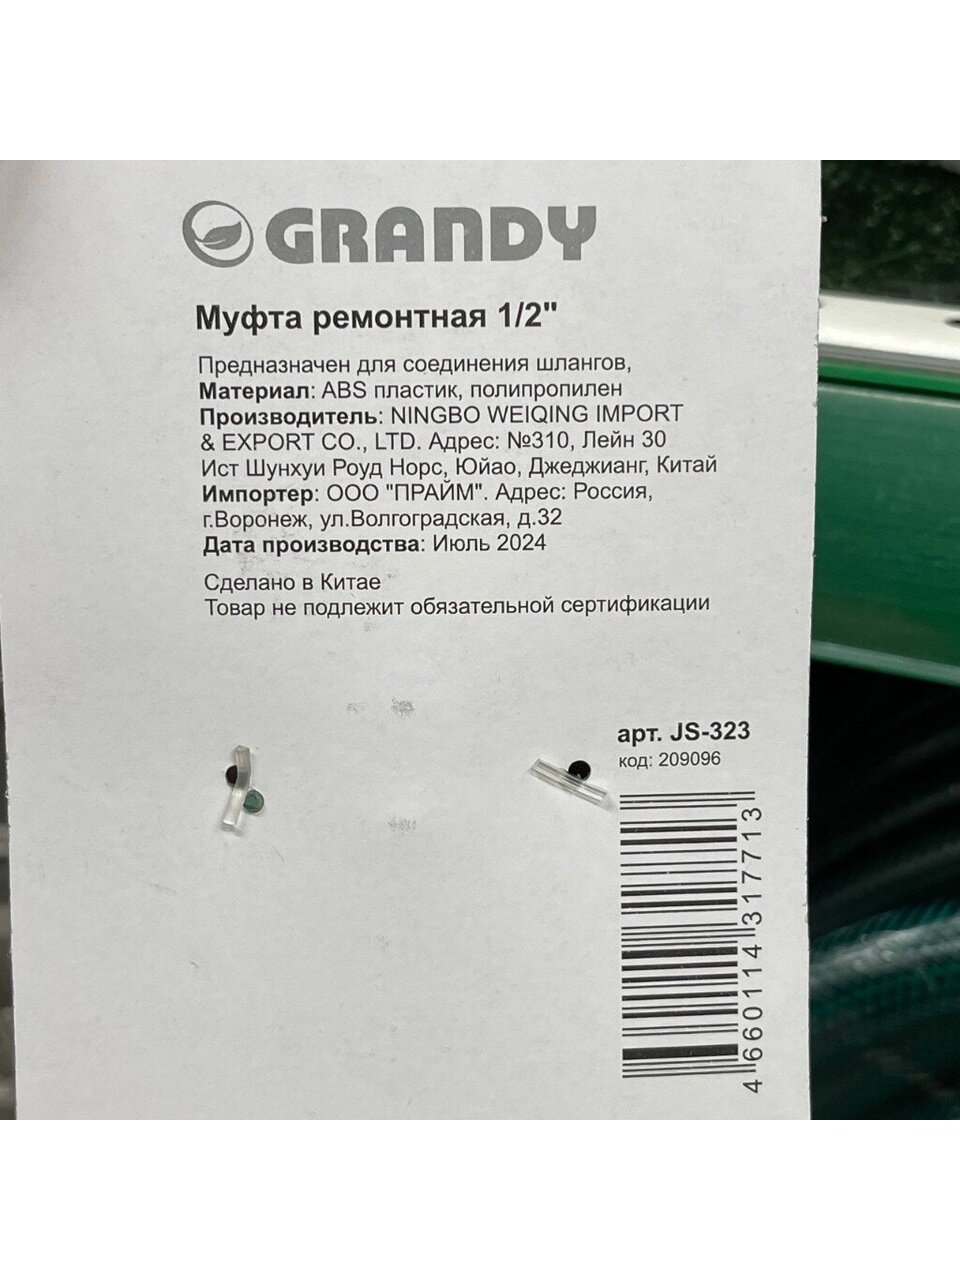 GRANDY
Муфта ремонтная 1/2"
Предназначен для соединения шлангов,
Материал: ABS пластик, полипропилен
Производитель: NINGBO WEIQING IMPORT
& EXPORT CO., LTD. Адрес: №310, Лейн 30
Ист Шунхуи Роуд Норс, Юйао, Джеджианг, Китай
Импортер: ООО "ПРАЙМ". Адрес: Россия,
г.Воронеж, ул.Волгоградская, д.32
Дата производства: Июль 2024
Сделано в Китае
Товар не подлежит обязательной сертификации
арт. JS-323
код: 209096
4660114317713